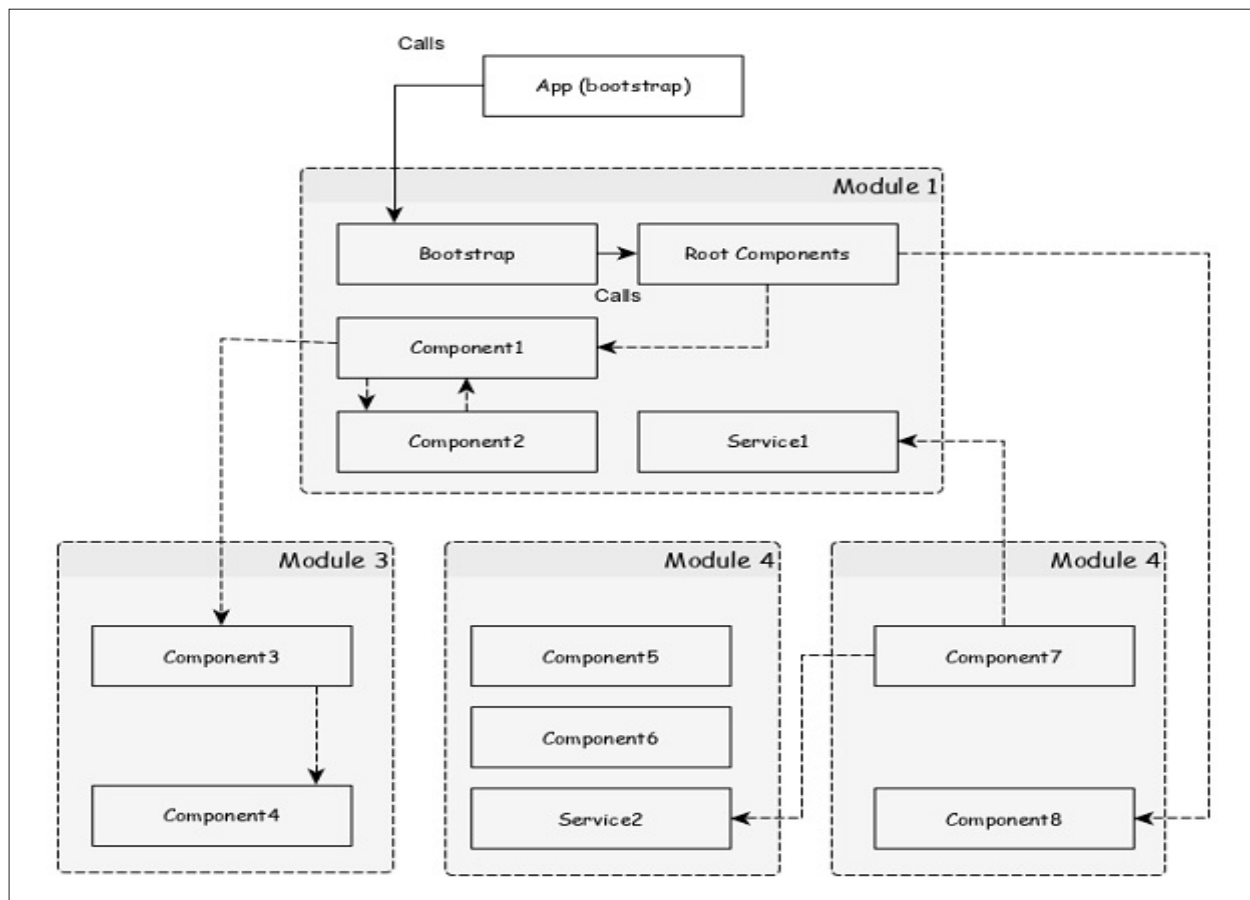 Calls
App (bootstrap)
Module 1
Bootstrap
Root Components
Calls
Component1
Component2
Service1
Module 3
Module 4
Module 4
Component3
Component5
Component7
Component6
Component4
Service2
Component8